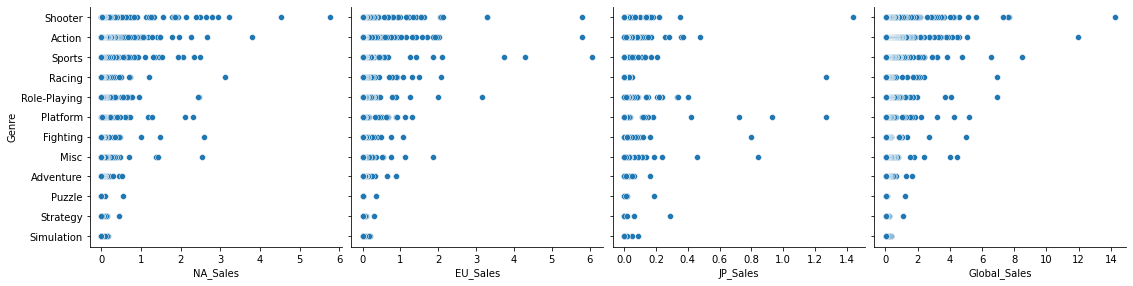 Genre
Shooter
Action
Sports
Racing
Role-Playing
Platform
Fighting
Misc
Adventure
Puzzle
Strategy
Simulation
0 1 2 3 4 5 6
NA_Sales
0 1 2 3 4 5 6
EU_Sales
0.0 0.2 0.4 0.6 0.8 1.0 1.2 1.4
JP_Sales
0 2 4 6 8 10 12 14
Global_Sales